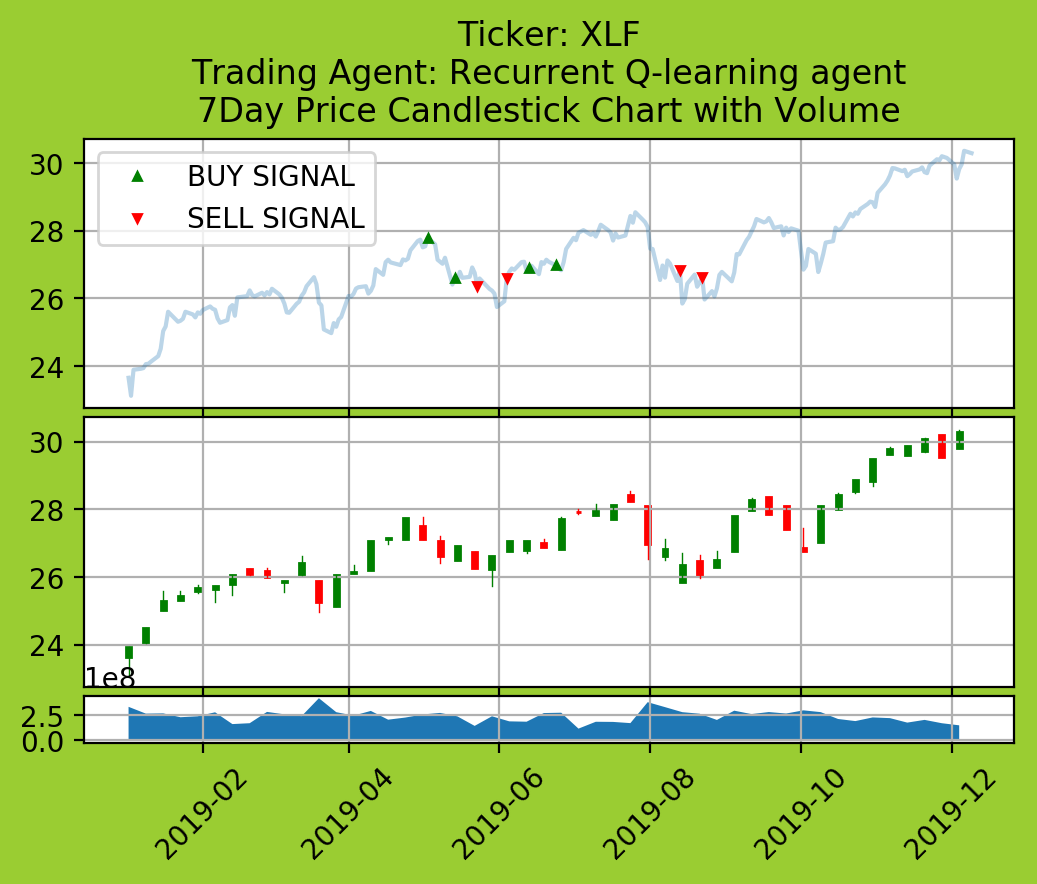 Ticker: XLF
Trading Agent: Recurrent Q-learning agent
7Day Price Candlestick Chart with Volume
BUY SIGNAL
SELL SIGNAL
30
28
26
24
30
28
26
24
1e8
2.5
0.0
2019-02
2019-04
2019-06
2019-08
2019-10
2019-12